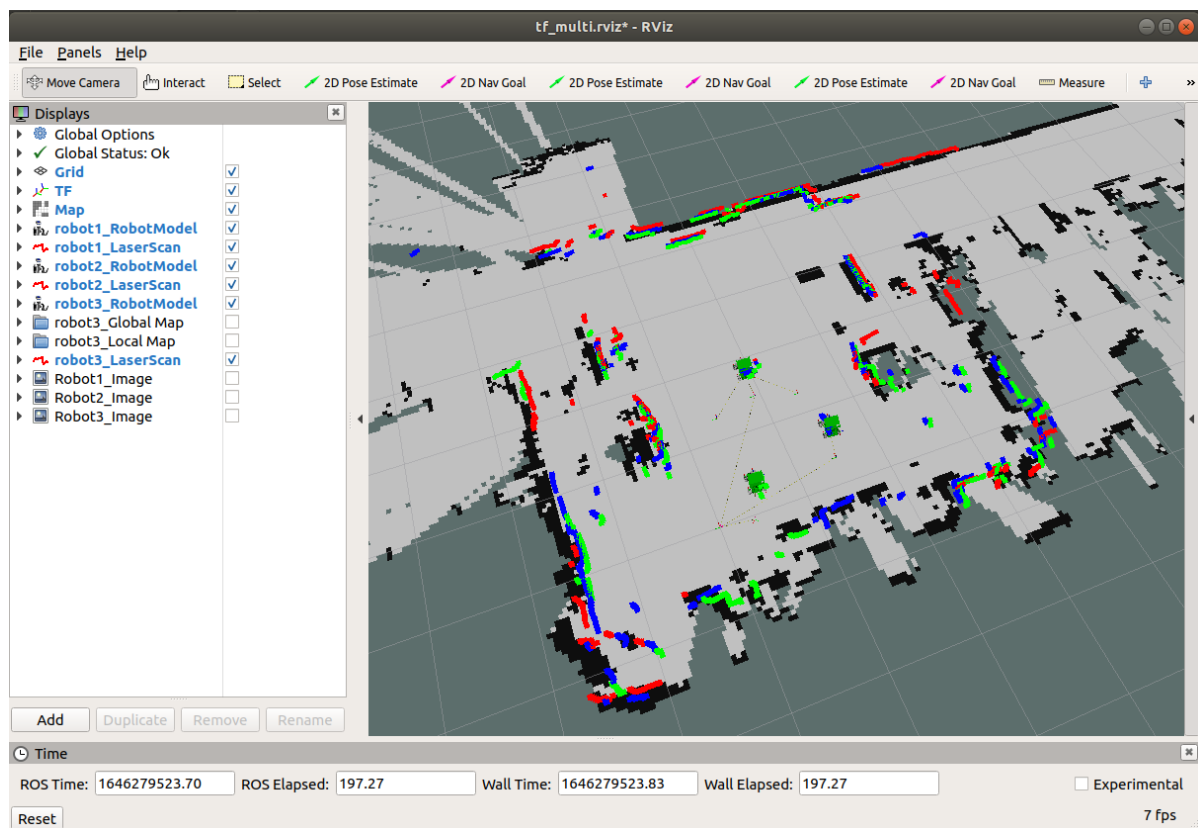 tf_multi.rviz* - RViz
File Panels Help
Move Camera Interact Select 2D Pose Estimate 2D Nav Goal 2D Pose Estimate 2D Nav Goal 2D Pose Estimate 2D Nav Goal Measure »
Displays
Global Options
Global Status: Ok
Grid
TF
Map
robot1_RobotModel
robot1_LaserScan
robot2_RobotModel
robot2_LaserScan
robot3_RobotModel
robot3_Global Map
robot3_Local Map
robot3_LaserScan
Robot1_Image
Robot2_Image
Robot3_Image
Add Duplicate Remove Rename
Time
ROS Time: 1646279523.70 ROS Elapsed: 197.27 Wall Time: 1646279523.83 Wall Elapsed: 197.27 Experimental
Reset 7 fps